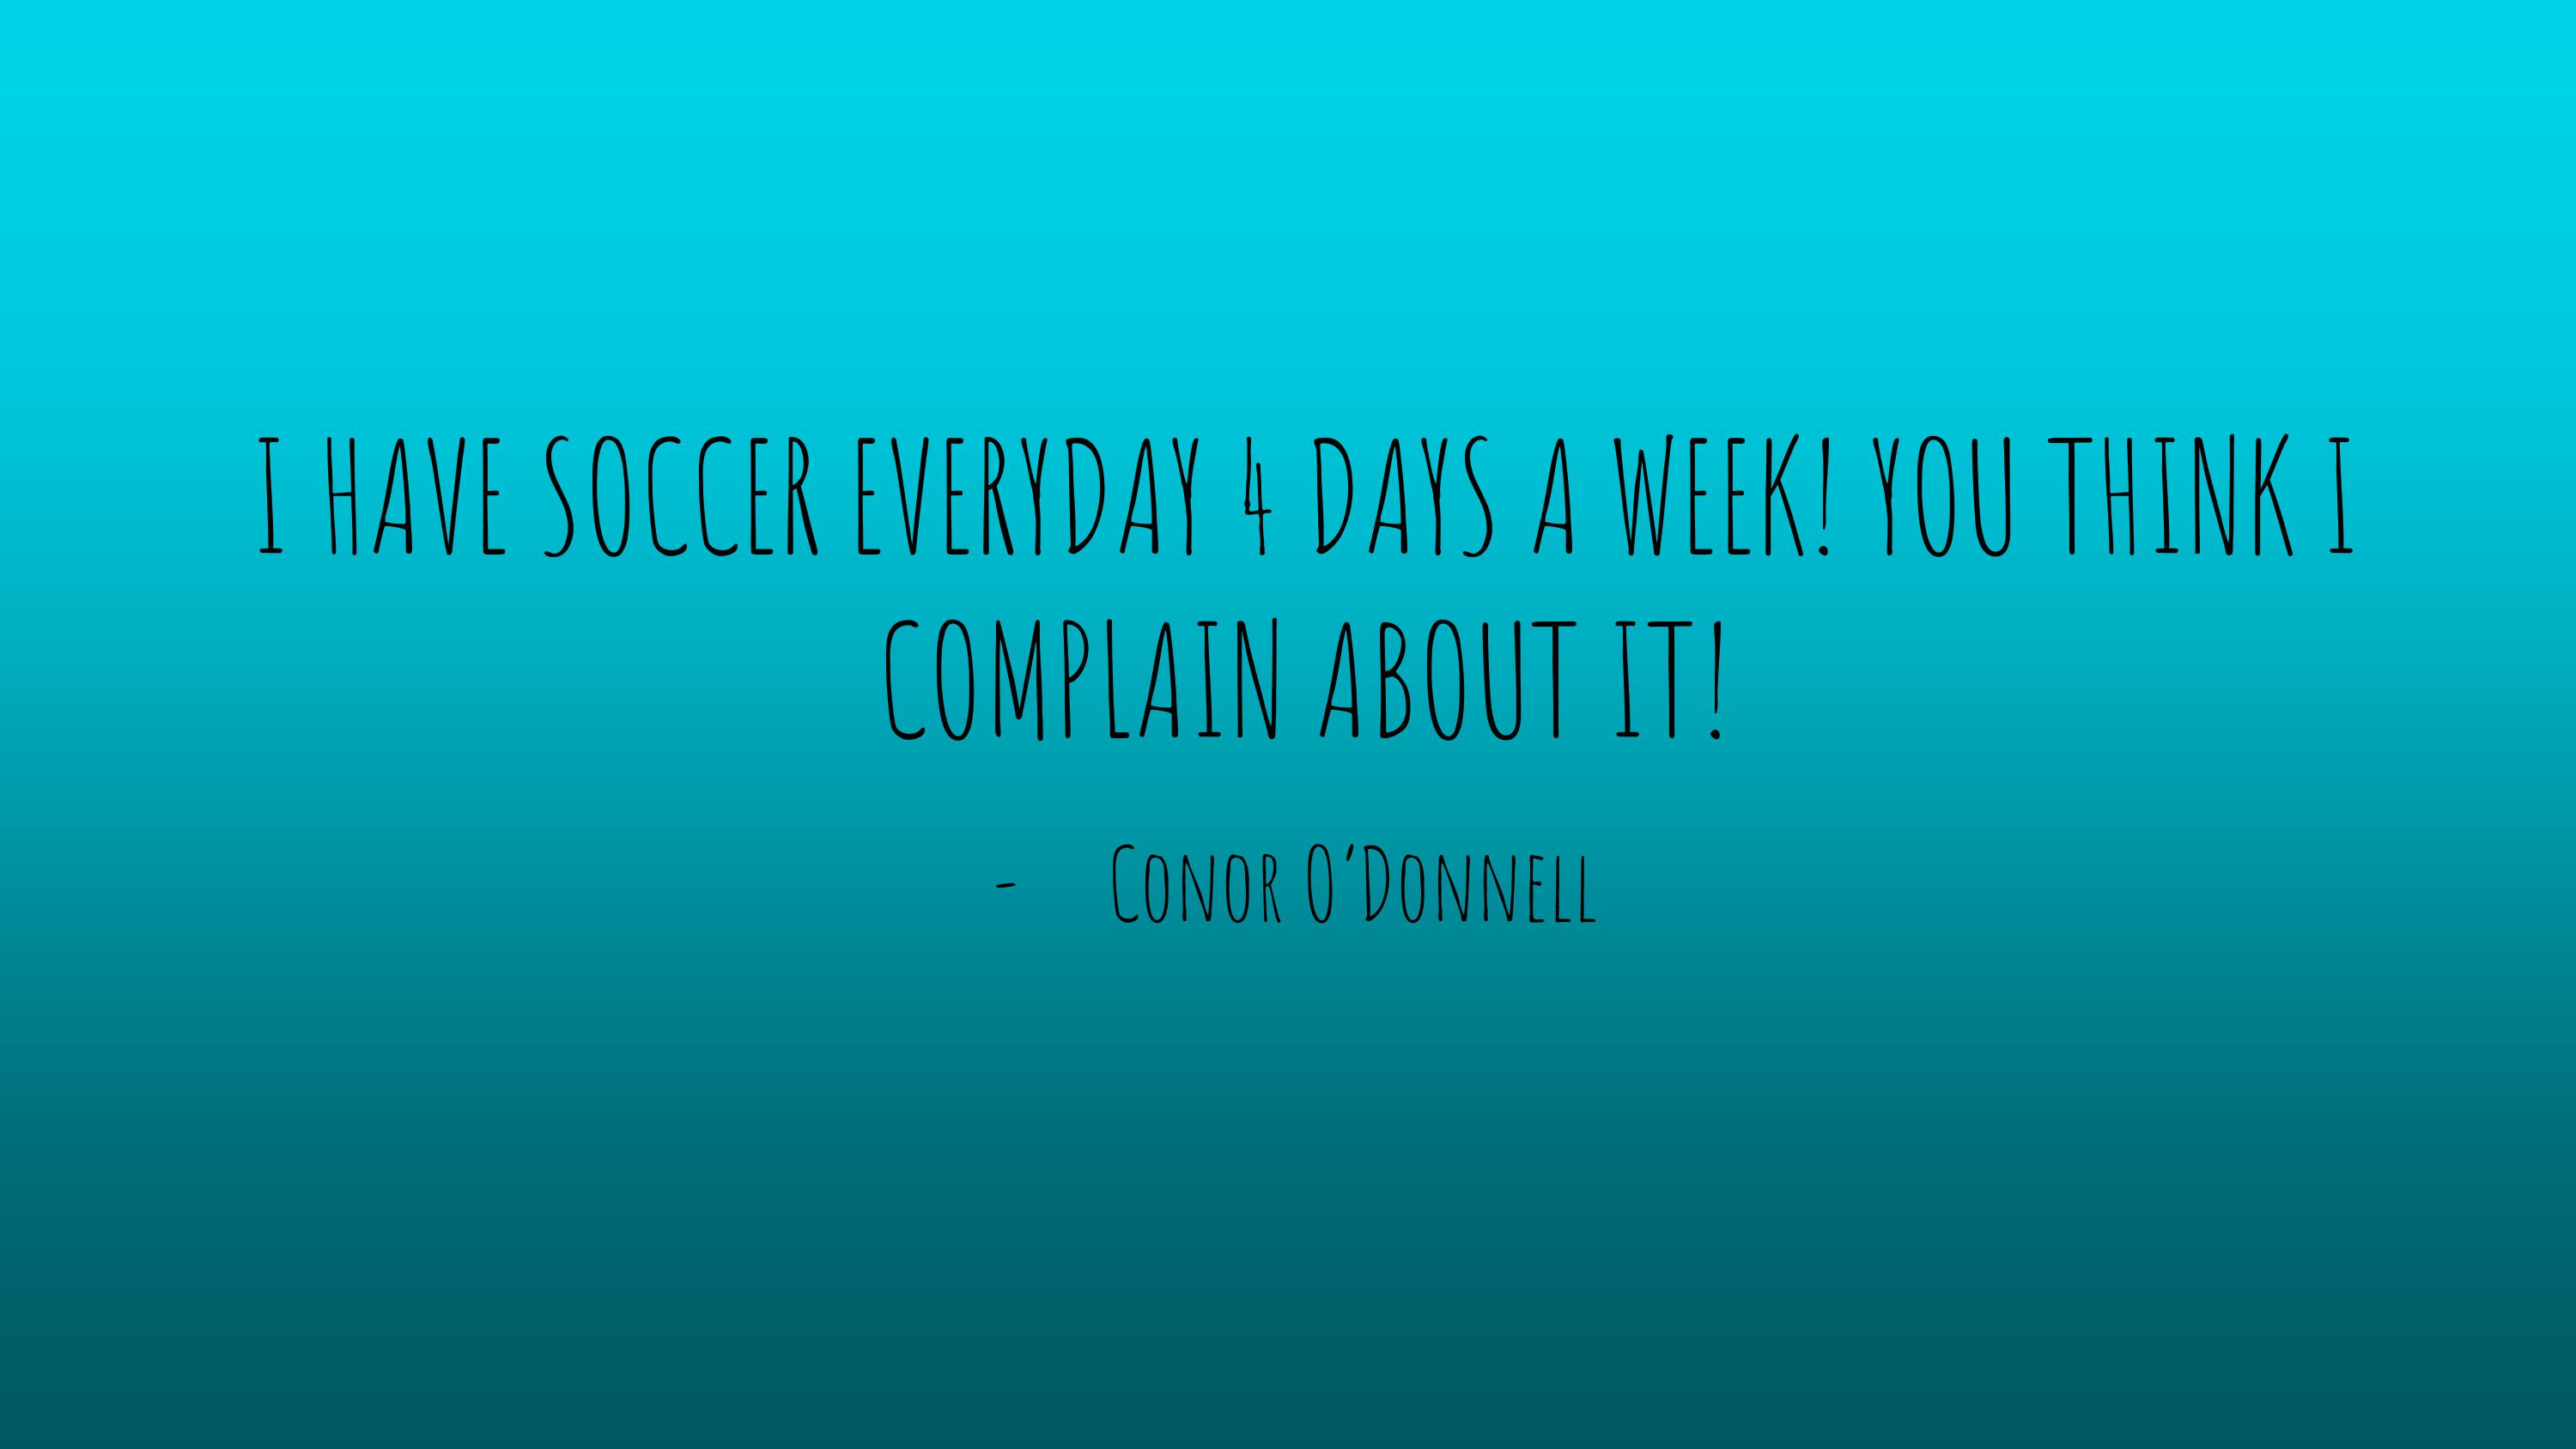 I HAVE SOCCER EVERYDAY 4 DAYS A WEEK! YOU THINK I
COMPLAIN ABOUT IT!
- Conor O'Donnell